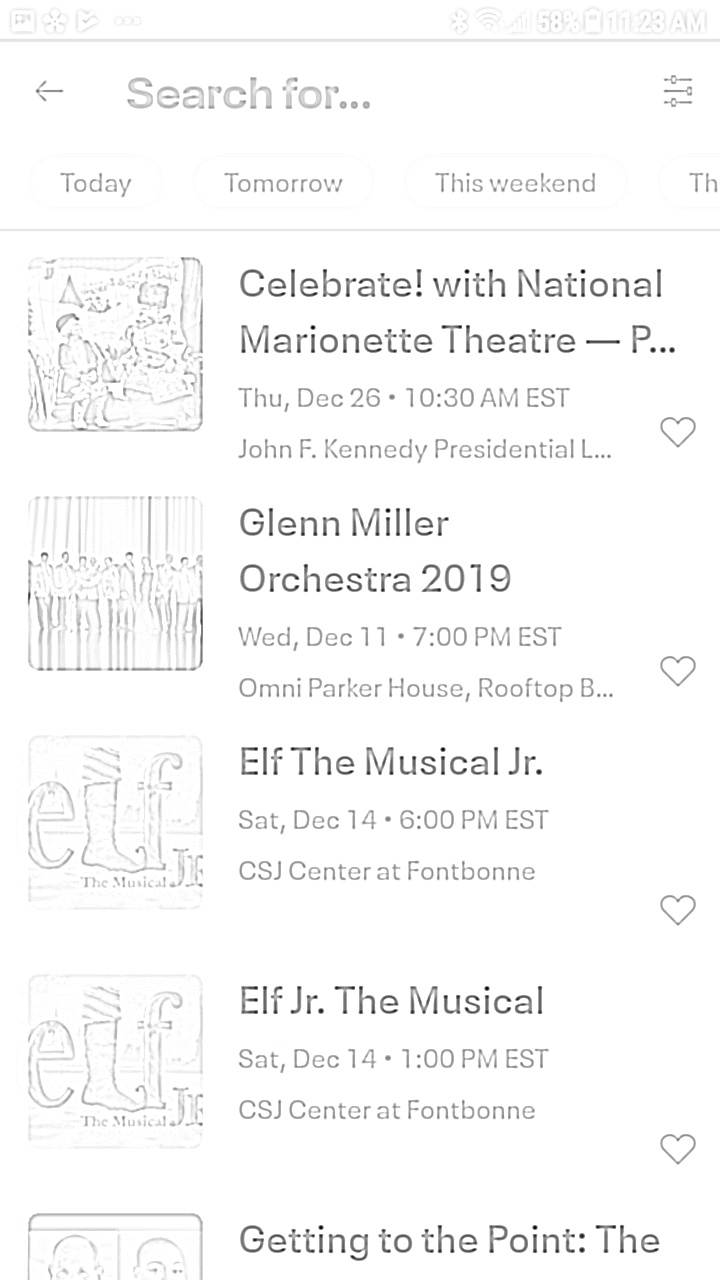 58% 11:23 AM
Search for...
Today
Tomorrow
This weekend
Th
Celebrate! with National
Marionette Theatre — P...
Thu, Dec 26 • 10:30 AM EST
John F. Kennedy Presidential L...
Glenn Miller
Orchestra 2019
Wed, Dec 11 • 7:00 PM EST
Omni Parker House, Rooftop B...
elf JR
The Musical
Elf The Musical Jr.
Sat, Dec 14 • 6:00 PM EST
CSJ Center at Fontbonne
elf JR
The Musical
Elf Jr. The Musical
Sat, Dec 14 • 1:00 PM EST
CSJ Center at Fontbonne
Getting to the Point: The